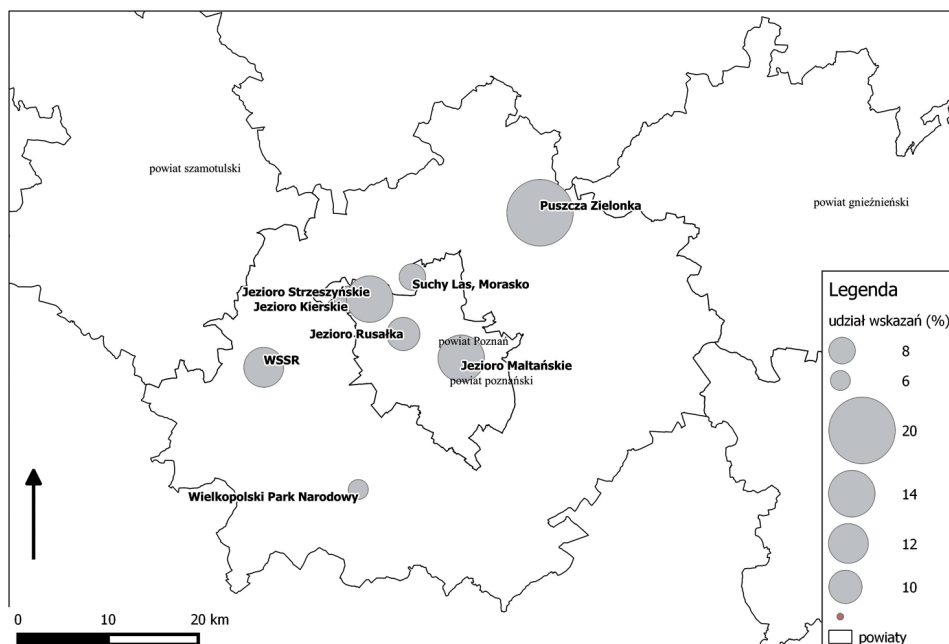 powiat szamotulski
Puszcza Zielonka
powiat gnieźnieński
Suchy Las, Morasko
Jezioro Strzeszyńskie
Jezioro Kierskie
Jezioro Rusałka
powiat Poznań
WSSR
Jezioro Maltańskie
powiat poznański
Wielkopolski Park Narodowy
0 10 20 km
Legenda
udział wskazań (%)
8
6
20
14
12
10
powiaty